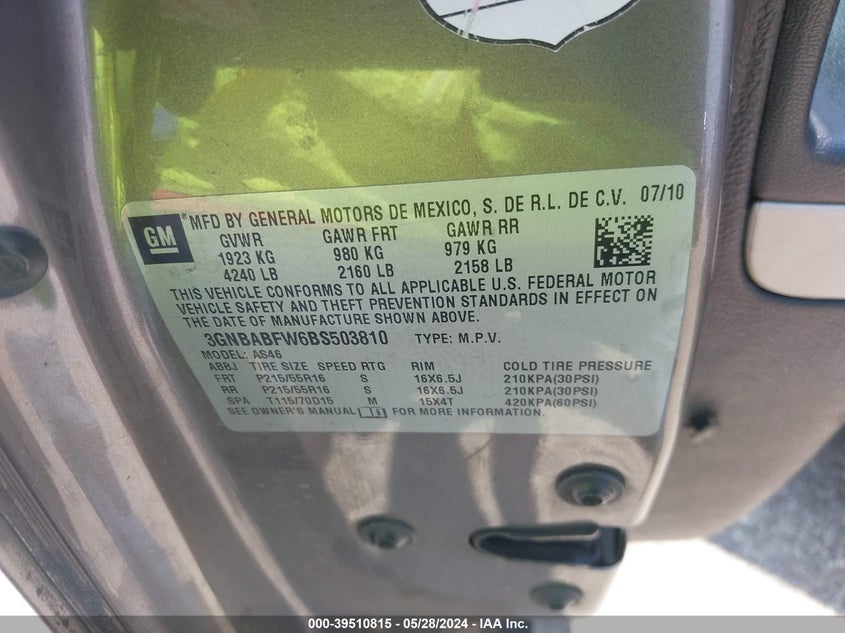 GM
® MFD BY GENERAL MOTORS DE MEXICO, S. DE R.L. DE C.V. 07/10
GVWR GAWR FRT GAWR RR
1923 KG 980 KG 979 KG
4240 LB 2160 LB 2158 LB
THIS VEHICLE CONFORMS TO ALL APPLICABLE U.S. FEDERAL MOTOR
VEHICLE SAFETY AND THEFT PREVENTION STANDARDS IN EFFECT ON
THE DATE OF MANUFACTURE SHOWN ABOVE.
3GNBABFW6BS503810 TYPE: M.P.V.
MODEL: AS46
ABBJ TIRE SIZE SPEED RTG RIM COLD TIRE PRESSURE
FRT P215/55R16 S 16X6.5J 210KPA(30PSI)
RR P215/55R16 S 16X6.5J 210KPA(30PSI)
SPA T115/70D15 M 15X4T 420KPA(60PSI)
SEE OWNER'S MANUAL FOR MORE INFORMATION.
000-39510815 - 05/28/2024 - IAA Inc.